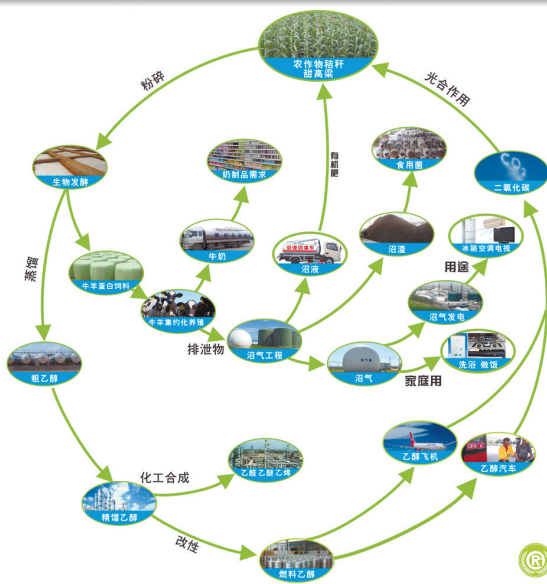 农作物秸秆
甜高粱
粉碎
光合作用
有机肥
CO2
二氧化碳
生物发酵
奶制品需求
食用菌
蒸馏
牛羊蛋白饲料
牛奶
沼液
沼渣
冰箱空调电视
用途
牛羊集约化养殖
排泄物
沼气工程
沼气发电
沼气
家庭用
洗浴 做饭
粗乙醇
化工合成
乙醛乙醚乙烯
乙醇飞机
乙醇汽车
精馏乙醇
改性
燃料乙醇
®